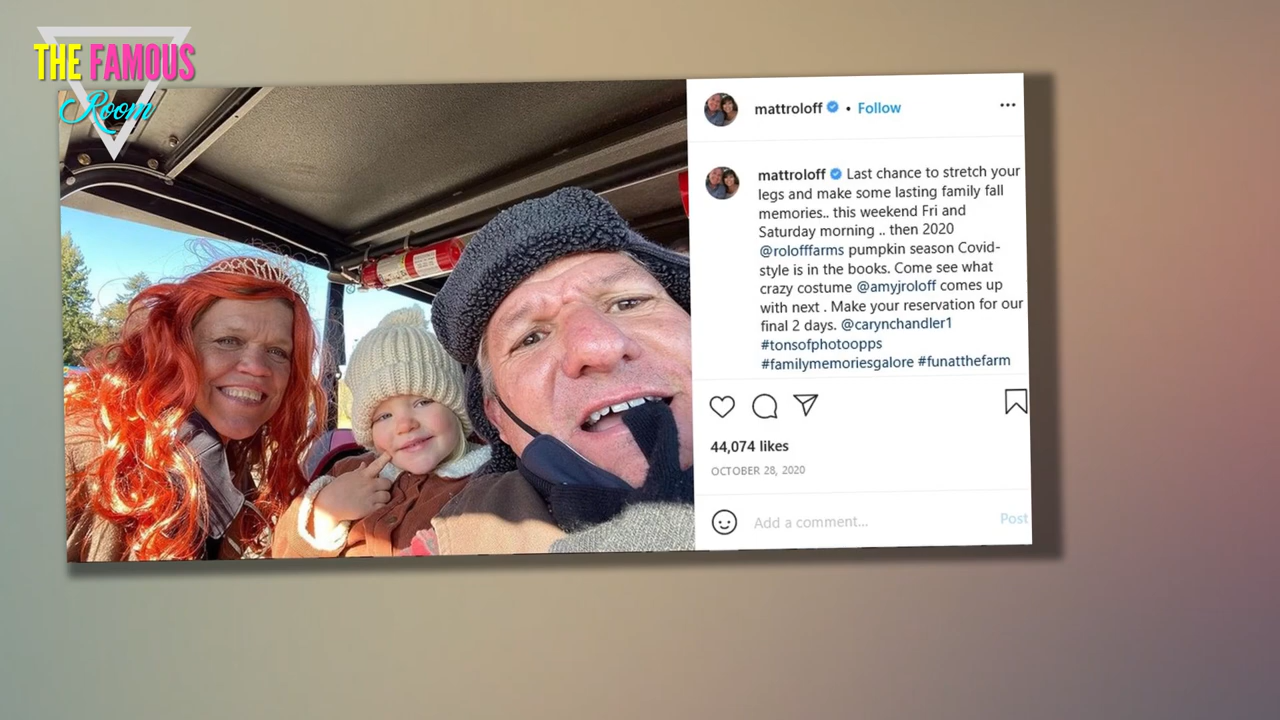 THE FAMOUS
Room
mattroloff • Follow
mattroloff Last chance to stretch your
legs and make some lasting family fall
memories.. this weekend Fri and
Saturday morning .. then 2020
@rolofffarms pumpkin season Covid-
style is in the books. Come see what
crazy costume @amyjroloff comes up
with next . Make your reservation for our
final 2 days. @carynchandler1
#tonsofphotoopps
#familymemoriesgalore #funatthefarm
44,074 likes
OCTOBER 28, 2020
Add a comment...
Post